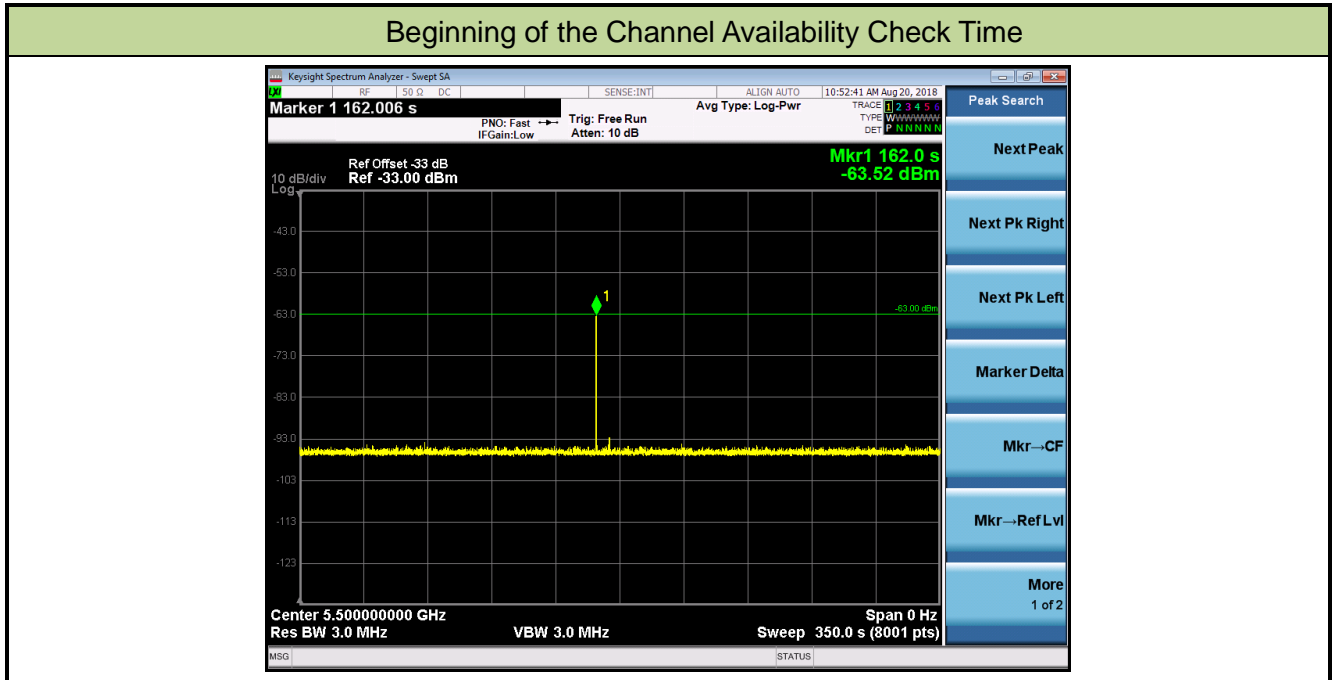 Beginning of the Channel Availability Check Time
Keysight Spectrum Analyzer - Swept SA
LXI RF 50 Ω DC SENSE:INT ALIGN AUTO 10:52:41 AM Aug 20, 2018
Marker 1 162.006 s
PNO: Fast
IFGain:Low
Trig: Free Run
Atten: 10 dB
Avg Type: Log-Pwr
TRACE 1 2 3 4 5 6
TYPE WWWWWWW
DET P N N N N N
Ref Offset -33 dB
10 dB/div Ref -33.00 dBm
Log
Mkr1 162.0 s
-63.52 dBm
-43.0
-53.0
1
-63.00 dBm
-63.0
-73.0
-83.0
-93.0
-103
-113
-123
Center 5.500000000 GHz Span 0 Hz
Res BW 3.0 MHz VBW 3.0 MHz Sweep 350.0 s (8001 pts)
MSG STATUS
Peak Search
Next Peak
Next Pk Right
Next Pk Left
Marker Delta
Mkr→CF
Mkr→Ref Lvl
More
1 of 2